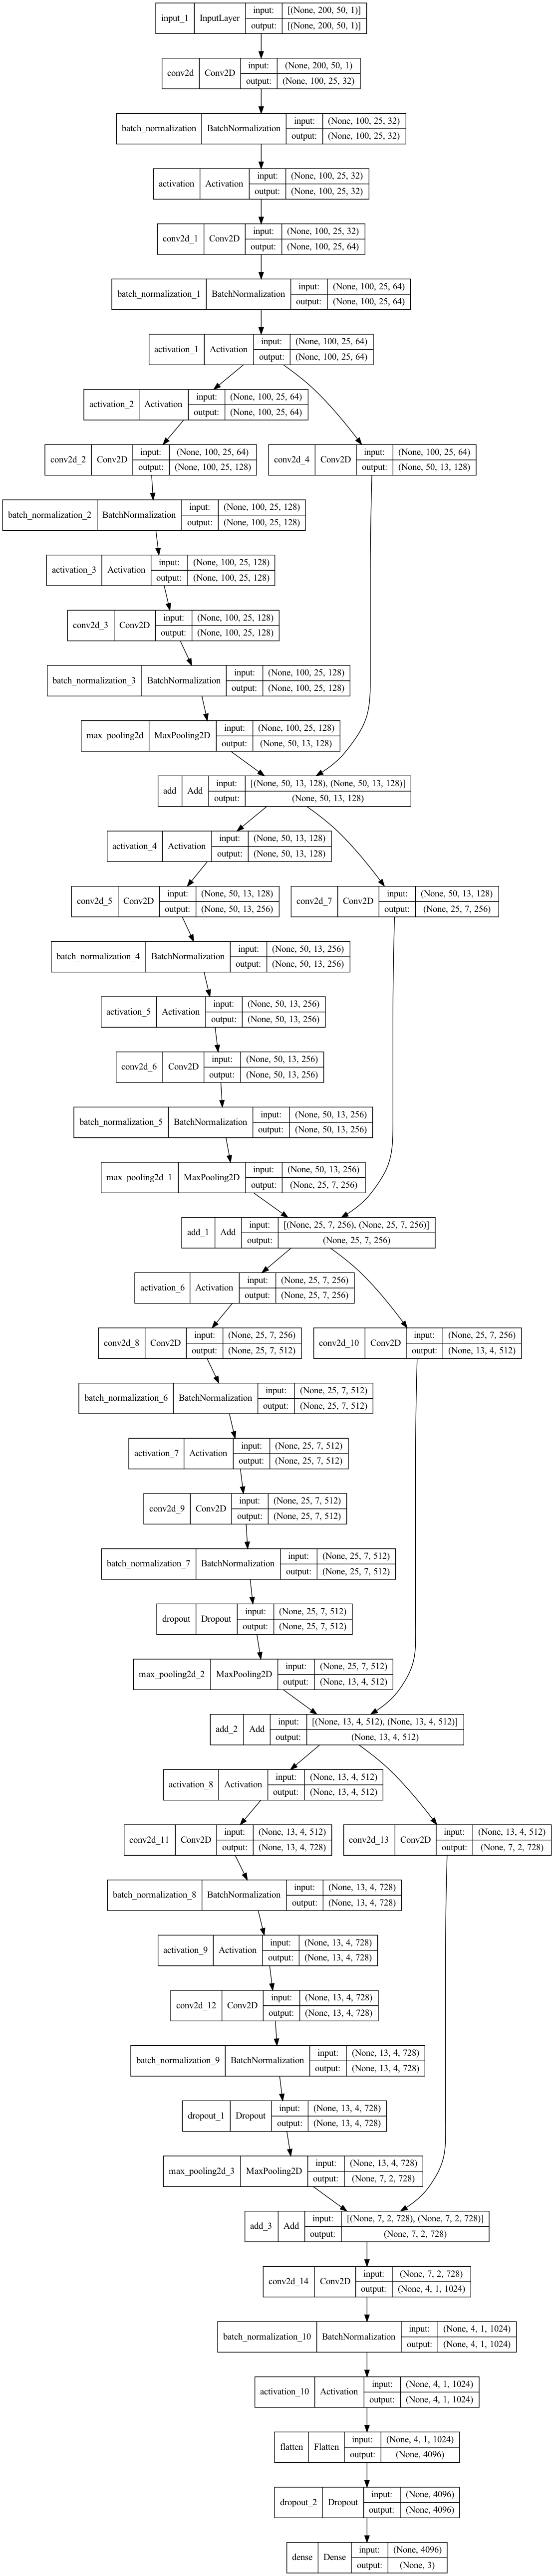 input_1 InputLayer input: [(None, 200, 50, 1)]
output: [(None, 200, 50, 1)]
conv2d Conv2D input: (None, 200, 50, 1)
output: (None, 100, 25, 32)
batch_normalization BatchNormalization input: (None, 100, 25, 32)
output: (None, 100, 25, 32)
activation Activation input: (None, 100, 25, 32)
output: (None, 100, 25, 32)
conv2d_1 Conv2D input: (None, 100, 25, 32)
output: (None, 100, 25, 64)
batch_normalization_1 BatchNormalization input: (None, 100, 25, 64)
output: (None, 100, 25, 64)
activation_1 Activation input: (None, 100, 25, 64)
output: (None, 100, 25, 64)
activation_2 Activation input: (None, 100, 25, 64)
output: (None, 100, 25, 64)
conv2d_2 Conv2D input: (None, 100, 25, 64)
output: (None, 100, 25, 128)
conv2d_4 Conv2D input: (None, 100, 25, 64)
output: (None, 50, 13, 128)
batch_normalization_2 BatchNormalization input: (None, 100, 25, 128)
output: (None, 100, 25, 128)
activation_3 Activation input: (None, 100, 25, 128)
output: (None, 100, 25, 128)
conv2d_3 Conv2D input: (None, 100, 25, 128)
output: (None, 100, 25, 128)
batch_normalization_3 BatchNormalization input: (None, 100, 25, 128)
output: (None, 100, 25, 128)
max_pooling2d MaxPooling2D input: (None, 100, 25, 128)
output: (None, 50, 13, 128)
add Add input: [(None, 50, 13, 128), (None, 50, 13, 128)]
output: (None, 50, 13, 128)
activation_4 Activation input: (None, 50, 13, 128)
output: (None, 50, 13, 128)
conv2d_5 Conv2D input: (None, 50, 13, 128)
output: (None, 50, 13, 256)
conv2d_7 Conv2D input: (None, 50, 13, 128)
output: (None, 25, 7, 256)
batch_normalization_4 BatchNormalization input: (None, 50, 13, 256)
output: (None, 50, 13, 256)
activation_5 Activation input: (None, 50, 13, 256)
output: (None, 50, 13, 256)
conv2d_6 Conv2D input: (None, 50, 13, 256)
output: (None, 50, 13, 256)
batch_normalization_5 BatchNormalization input: (None, 50, 13, 256)
output: (None, 50, 13, 256)
max_pooling2d_1 MaxPooling2D input: (None, 50, 13, 256)
output: (None, 25, 7, 256)
add_1 Add input: [(None, 25, 7, 256), (None, 25, 7, 256)]
output: (None, 25, 7, 256)
activation_6 Activation input: (None, 25, 7, 256)
output: (None, 25, 7, 256)
conv2d_8 Conv2D input: (None, 25, 7, 256)
output: (None, 25, 7, 512)
conv2d_10 Conv2D input: (None, 25, 7, 256)
output: (None, 13, 4, 512)
batch_normalization_6 BatchNormalization input: (None, 25, 7, 512)
output: (None, 25, 7, 512)
activation_7 Activation input: (None, 25, 7, 512)
output: (None, 25, 7, 512)
conv2d_9 Conv2D input: (None, 25, 7, 512)
output: (None, 25, 7, 512)
batch_normalization_7 BatchNormalization input: (None, 25, 7, 512)
output: (None, 25, 7, 512)
dropout Dropout input: (None, 25, 7, 512)
output: (None, 25, 7, 512)
max_pooling2d_2 MaxPooling2D input: (None, 25, 7, 512)
output: (None, 13, 4, 512)
add_2 Add input: [(None, 13, 4, 512), (None, 13, 4, 512)]
output: (None, 13, 4, 512)
activation_8 Activation input: (None, 13, 4, 512)
output: (None, 13, 4, 512)
conv2d_11 Conv2D input: (None, 13, 4, 512)
output: (None, 13, 4, 728)
conv2d_13 Conv2D input: (None, 13, 4, 512)
output: (None, 7, 2, 728)
batch_normalization_8 BatchNormalization input: (None, 13, 4, 728)
output: (None, 13, 4, 728)
activation_9 Activation input: (None, 13, 4, 728)
output: (None, 13, 4, 728)
conv2d_12 Conv2D input: (None, 13, 4, 728)
output: (None, 13, 4, 728)
batch_normalization_9 BatchNormalization input: (None, 13, 4, 728)
output: (None, 13, 4, 728)
dropout_1 Dropout input: (None, 13, 4, 728)
output: (None, 13, 4, 728)
max_pooling2d_3 MaxPooling2D input: (None, 13, 4, 728)
output: (None, 7, 2, 728)
add_3 Add input: [(None, 7, 2, 728), (None, 7, 2, 728)]
output: (None, 7, 2, 728)
conv2d_14 Conv2D input: (None, 7, 2, 728)
output: (None, 4, 1, 1024)
batch_normalization_10 BatchNormalization input: (None, 4, 1, 1024)
output: (None, 4, 1, 1024)
activation_10 Activation input: (None, 4, 1, 1024)
output: (None, 4, 1, 1024)
flatten Flatten input: (None, 4, 1, 1024)
output: (None, 4096)
dropout_2 Dropout input: (None, 4096)
output: (None, 4096)
dense Dense input: (None, 4096)
output: (None, 3)